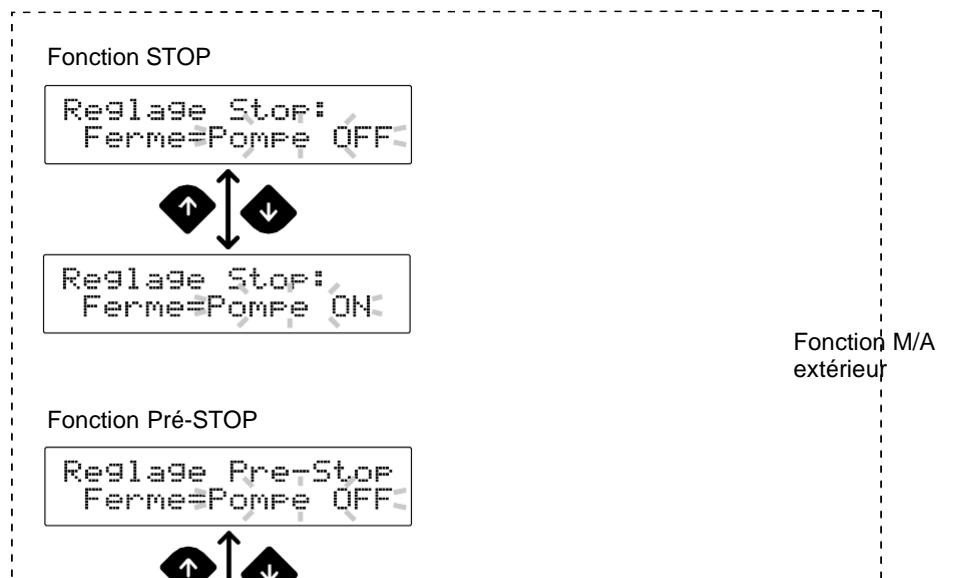 Fonction STOP
Reglage Stop:
Ferme=Pompe OFF
Reglage Stop:
Ferme=Pompe ON
Fonction M/A
extérieur
Fonction Pré-STOP
Reglage Pre-Stop
Ferme=Pompe OFF